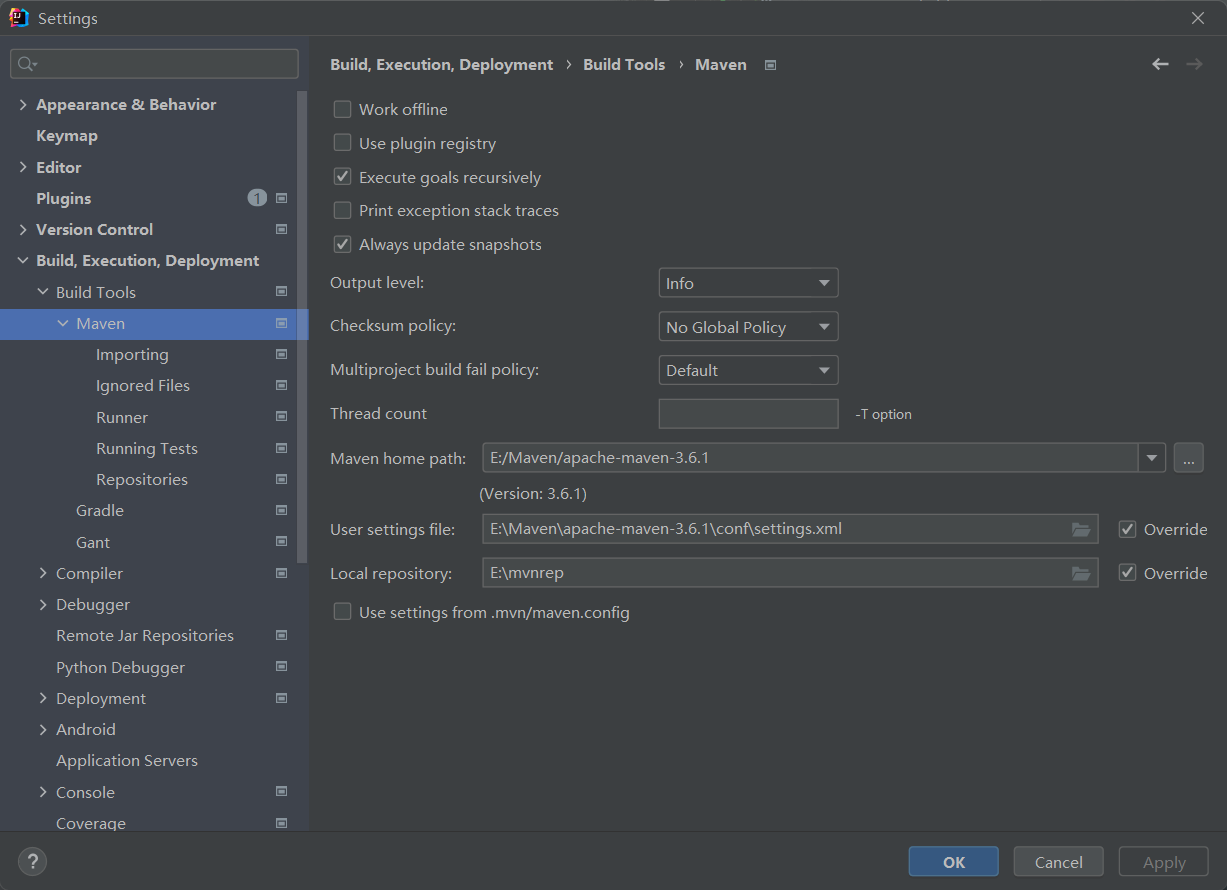 Settings
Build, Execution, Deployment › Build Tools › Maven
Appearance & Behavior
Keymap
Editor
Plugins 1
Version Control
Build, Execution, Deployment
Build Tools
Maven
Importing
Ignored Files
Runner
Running Tests
Repositories
Gradle
Gant
Compiler
Debugger
Remote Jar Repositories
Python Debugger
Deployment
Android
Application Servers
Console
Coverage
Work offline
Use plugin registry
Execute goals recursively
Print exception stack traces
Always update snapshots
Output level: Info
Checksum policy: No Global Policy
Multiproject build fail policy: Default
Thread count -T option
Maven home path: E:/Maven/apache-maven-3.6.1 ...
(Version: 3.6.1)
User settings file: E:\Maven\apache-maven-3.6.1\conf\settings.xml Override
Local repository: E:\mvnrep Override
Use settings from .mvn/maven.config
? OK Cancel Apply